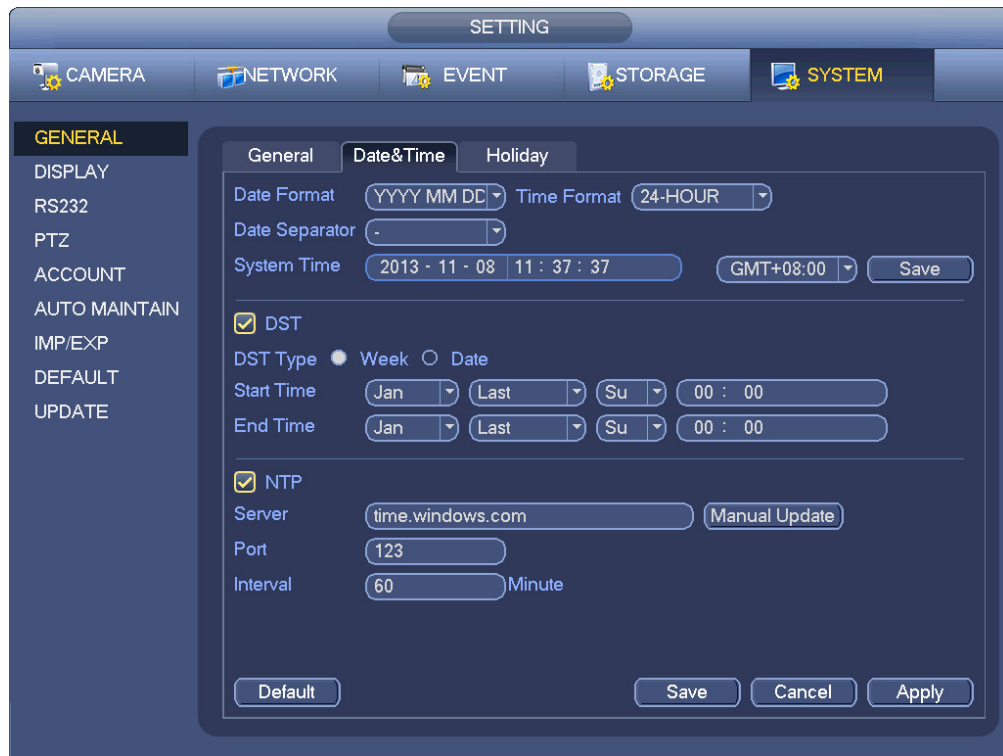 SETTING
CAMERA NETWORK EVENT STORAGE SYSTEM
GENERAL
DISPLAY
RS232
PTZ
ACCOUNT
AUTO MAINTAIN
IMP/EXP
DEFAULT
UPDATE
General Date&Time Holiday
Date Format YYYY MM DD Time Format 24-HOUR
Date Separator -
System Time 2013 - 11 - 08 11 : 37 : 37 GMT+08:00 Save
DST
DST Type Week Date
Start Time Jan Last Su 00 : 00
End Time Jan Last Su 00 : 00
NTP
Server time.windows.com Manual Update
Port 123
Interval 60 Minute
Default Save Cancel Apply